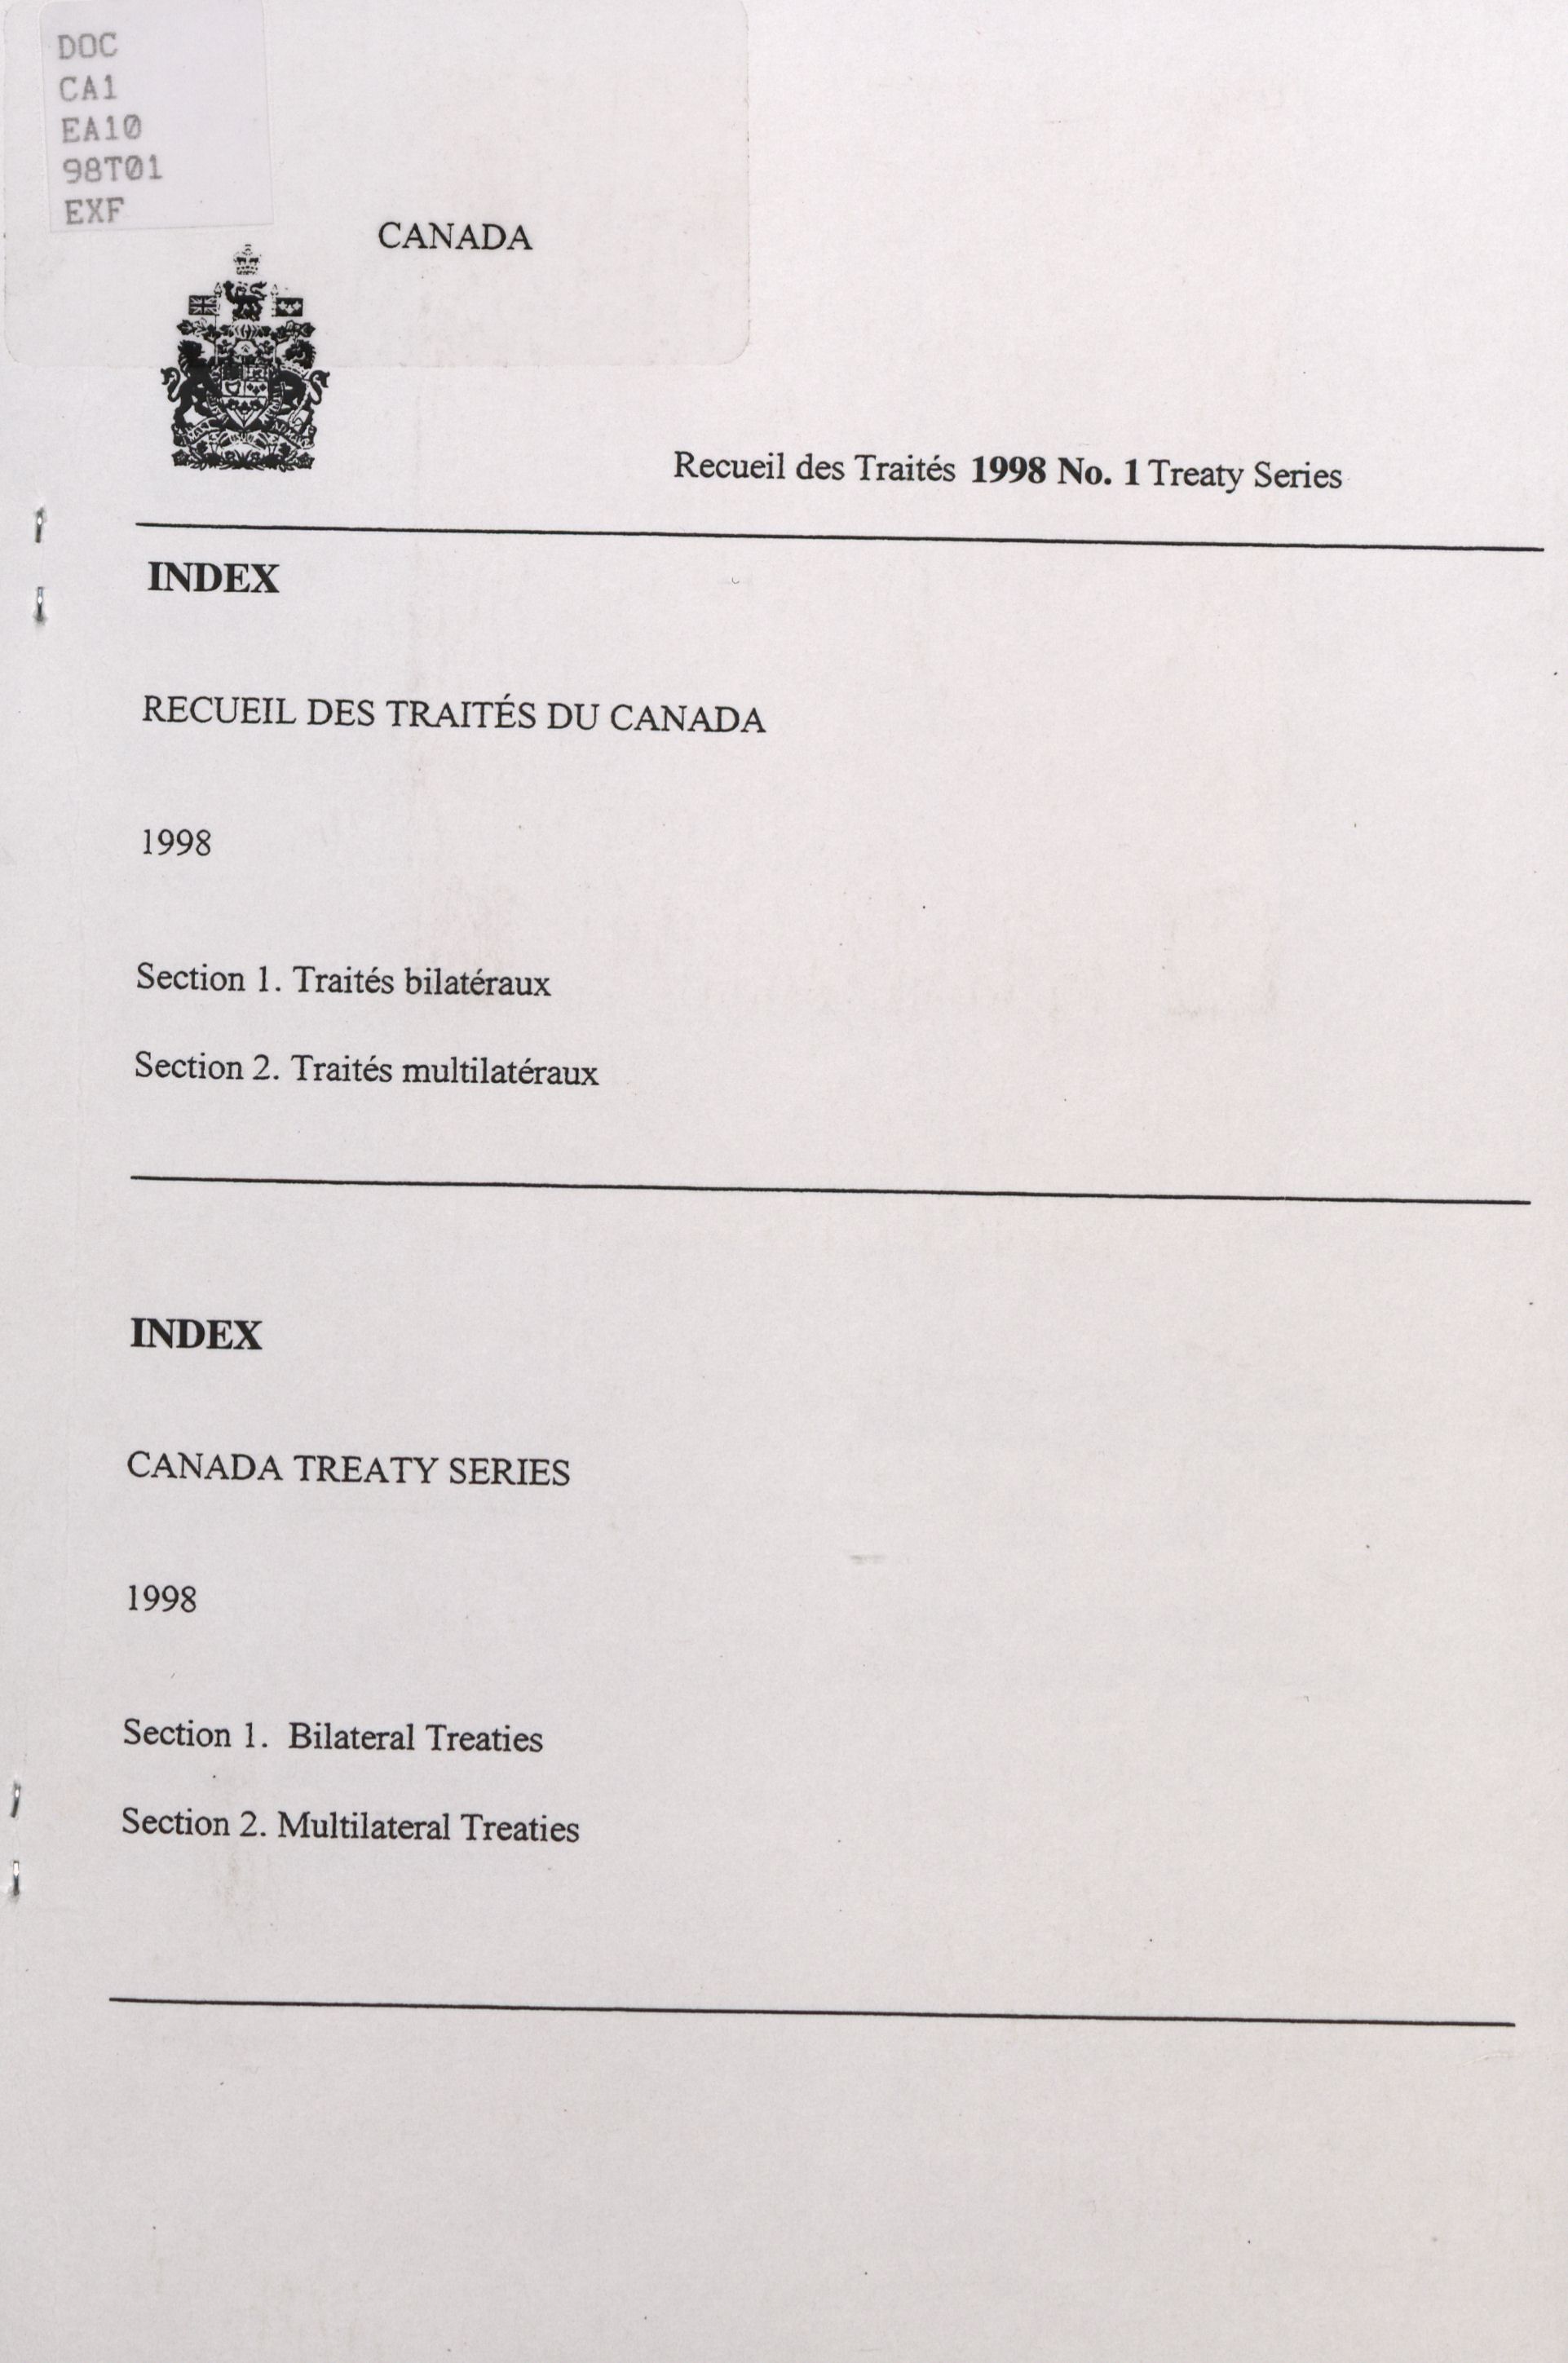 DOC
CA1
EA10
98T01
EXF
CANADA
Recueil des Traités 1998 No. 1 Treaty Series
INDEX
RECUEIL DES TRAITÉS DU CANADA
1998
Section 1. Traités bilatéraux
Section 2. Traités multilatéraux
INDEX
CANADA TREATY SERIES
1998
Section 1. Bilateral Treaties
Section 2. Multilateral Treaties